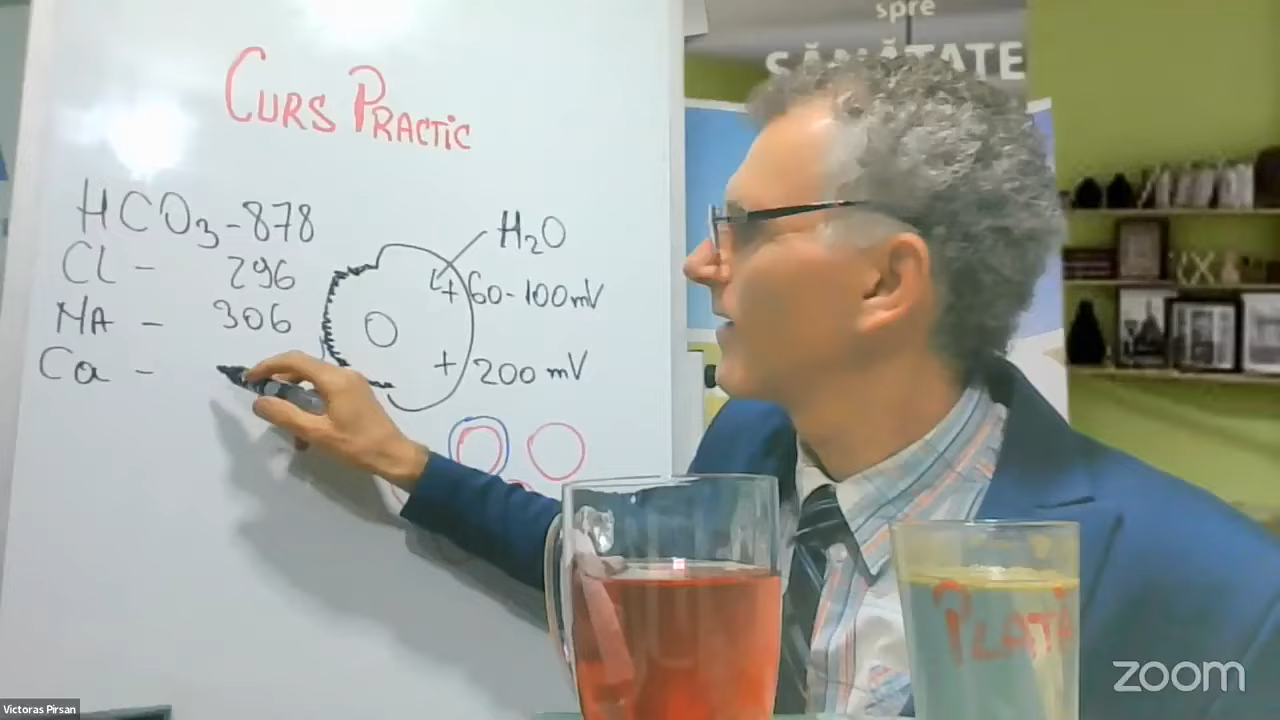 CURS PRACTIC
HCO3-878
CL - 296
NA - 306
Ca -
H2O
+ 60-100mV
+ 200 mV
spre
SĂNĂTATE
PLATĂ
zoom
Victoras Pirsan